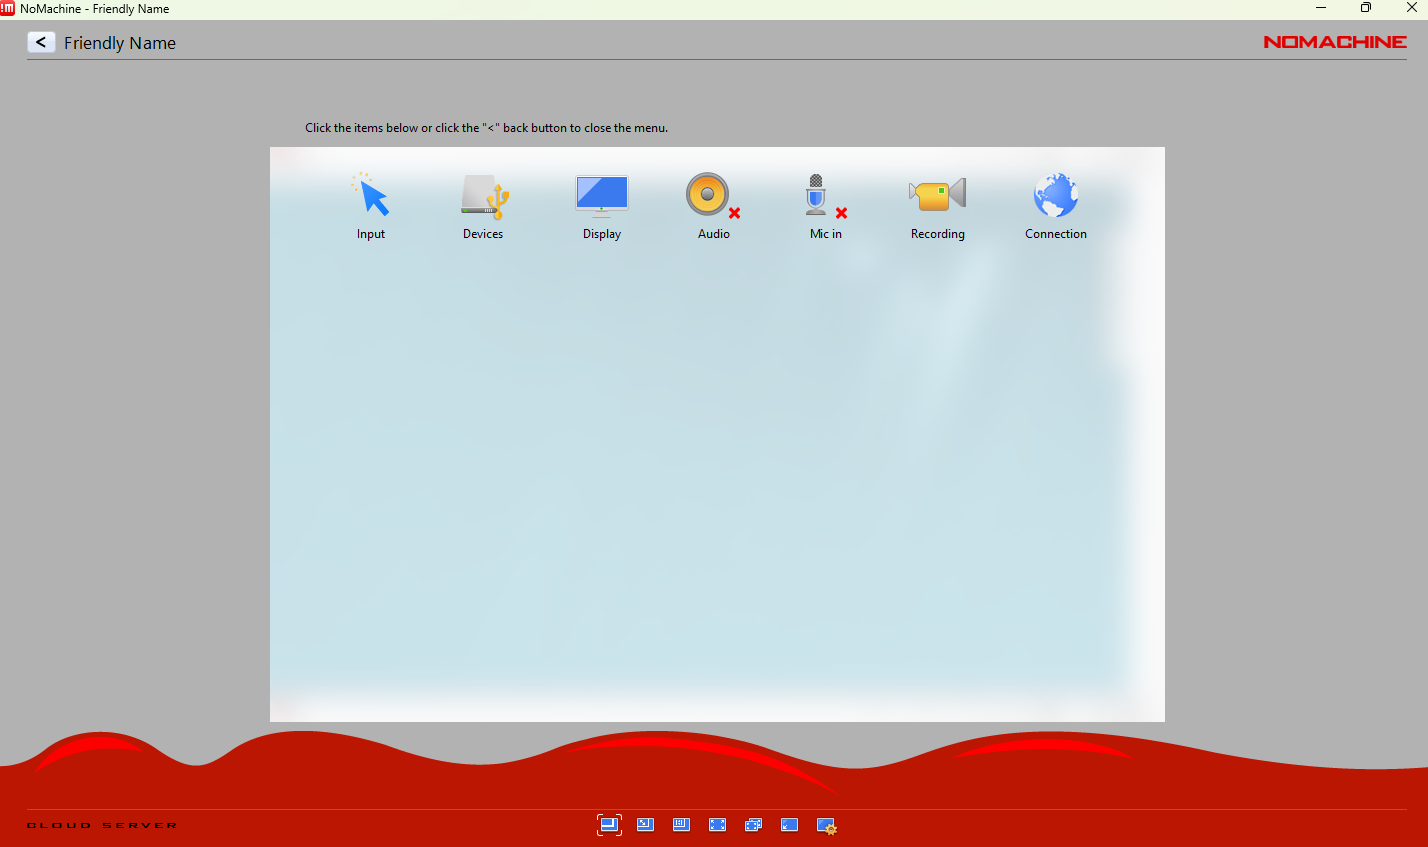 NoMachine - Friendly Name
< Friendly Name
NOMACHINE
Click the items below or click the "<" back button to close the menu.
Input Devices Display Audio Mic in Recording Connection
CLOUD SERVER